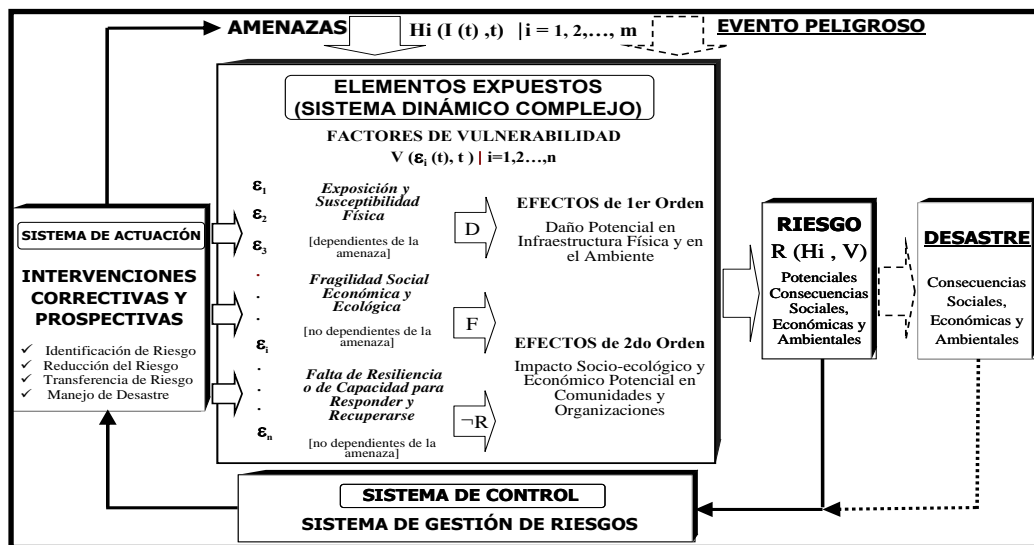 AMENAZAS
Hi (I (t) ,t) | i = 1, 2,…, m
EVENTO PELIGROSO
ELEMENTOS EXPUESTOS
(SISTEMA DINÁMICO COMPLEJO)
FACTORES DE VULNERABILIDAD
V (εi (t), t ) | i=1,2…,n
ε1
ε2
ε3
.
.
.
εi
.
.
.
εn
Exposición y
Susceptibilidad
Física
[dependientes de la
amenaza]
D
EFECTOS de 1er Orden
Daño Potencial en
Infraestructura Física y en
el Ambiente
Fragilidad Social
Económica y
Ecológica
[no dependientes de la
amenaza]
F
EFECTOS de 2do Orden
Impacto Socio-ecológico y
Económico Potencial en
Comunidades y
Organizaciones
Falta de Resiliencia
o de Capacidad para
Responder y
Recuperarse
[no dependientes de la
amenaza]
¬R
SISTEMA DE ACTUACIÓN
INTERVENCIONES
CORRECTIVAS Y
PROSPECTIVAS
✓ Identificación de Riesgo
✓ Reducción del Riesgo
✓ Transferencia de Riesgo
✓ Manejo de Desastre
RIESGO
R (Hi , V)
Potenciales
Consecuencias
Sociales,
Económicas y
Ambientales
DESASTRE
Consecuencias
Sociales,
Económicas y
Ambientales
SISTEMA DE CONTROL
SISTEMA DE GESTIÓN DE RIESGOS